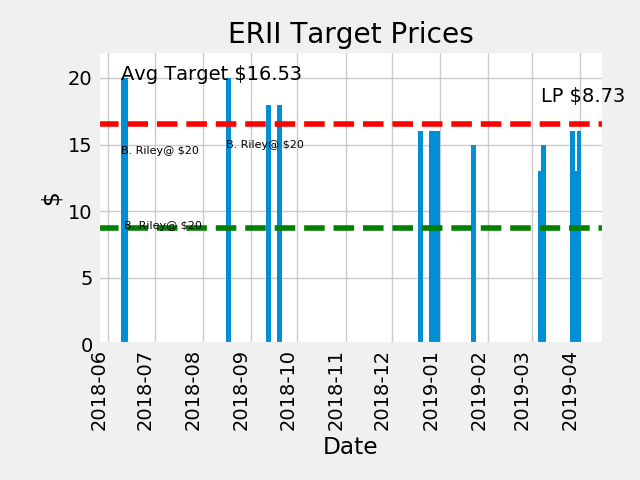 ERII Target Prices
Avg Target $16.53
LP $8.73
B. Riley@ $20
B. Riley@ $20
B. Riley@ $20
$
20
15
10
5
0
2018-06
2018-07
2018-08
2018-09
2018-10
2018-11
2018-12
2019-01
2019-02
2019-03
2019-04
Date